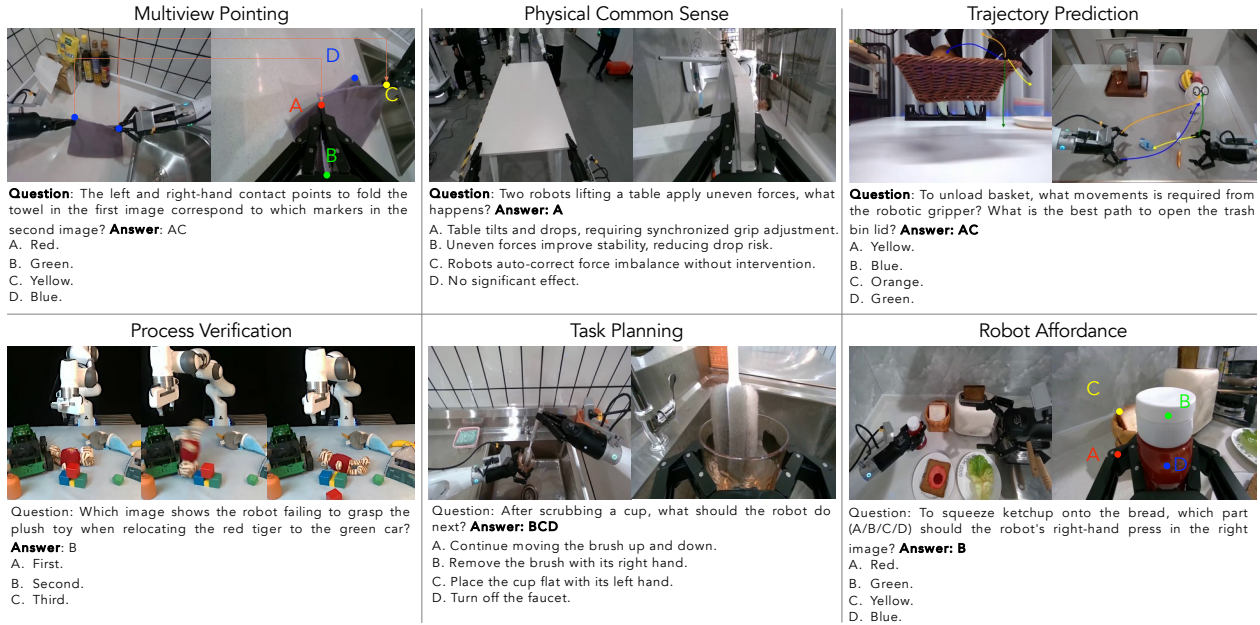 Multiview Pointing
D
A
C
B
Question: The left and right-hand contact points to fold the
towel in the first image correspond to which markers in the
second image? Answer: AC
A. Red.
B. Green.
C. Yellow.
D. Blue.
Physical Common Sense
Question: Two robots lifting a table apply uneven forces, what
happens? Answer: A
A. Table tilts and drops, requiring synchronized grip adjustment.
B. Uneven forces improve stability, reducing drop risk.
C. Robots auto-correct force imbalance without intervention.
D. No significant effect.
Trajectory Prediction
Question: To unload basket, what movements is required from
the robotic gripper? What is the best path to open the trash
bin lid? Answer: AC
A. Yellow.
B. Blue.
C. Orange.
D. Green.
Process Verification
Question: Which image shows the robot failing to grasp the
plush toy when relocating the red tiger to the green car?
Answer: B
A. First.
B. Second.
C. Third.
Task Planning
Question: After scrubbing a cup, what should the robot do
next? Answer: BCD
A. Continue moving the brush up and down.
B. Remove the brush with its right hand.
C. Place the cup flat with its left hand.
D. Turn off the faucet.
Robot Affordance
C
B
A
D
Question: To squeeze ketchup onto the bread, which part
(A/B/C/D) should the robot's right-hand press in the right
image? Answer: B
A. Red.
B. Green.
C. Yellow.
D. Blue.